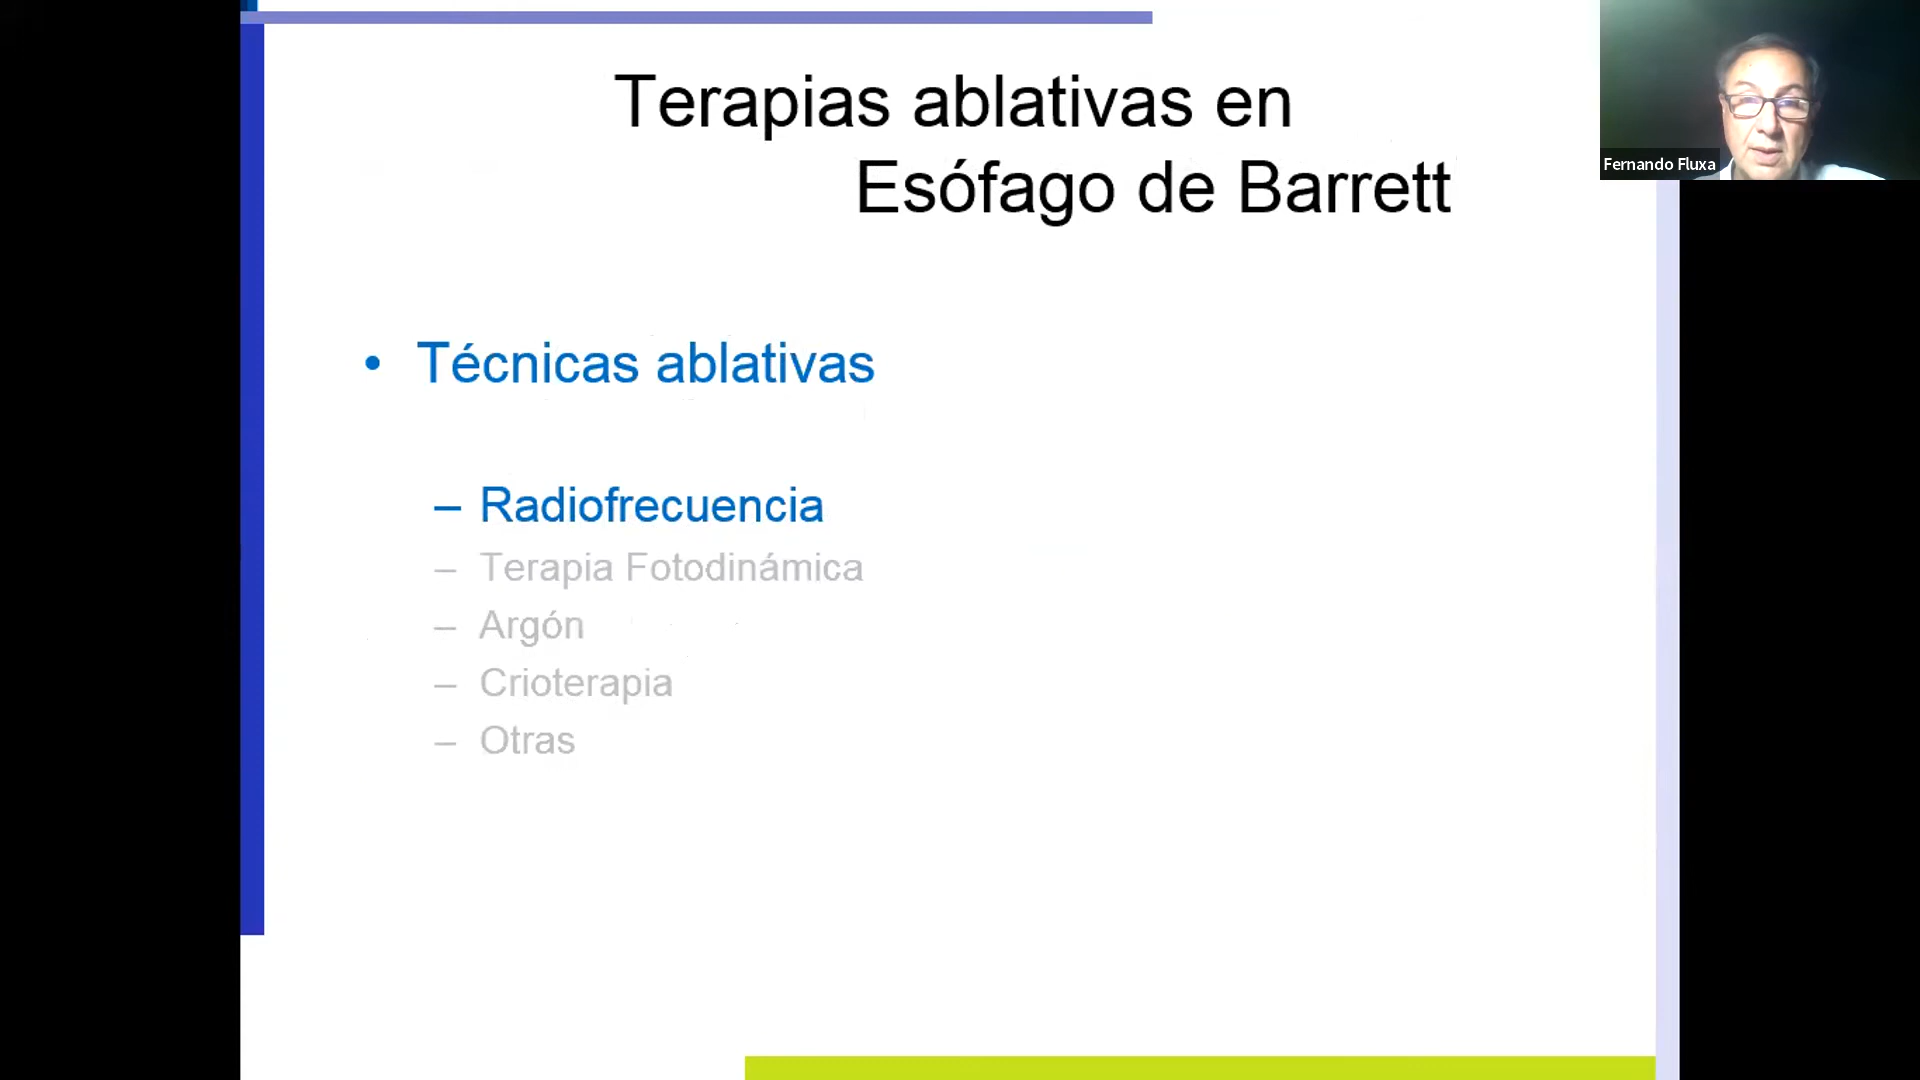 Terapias ablativas en
Esófago de Barrett
Fernando Fluxa
• Técnicas ablativas
– Radiofrecuencia
– Terapia Fotodinámica
– Argón
– Crioterapia
– Otras